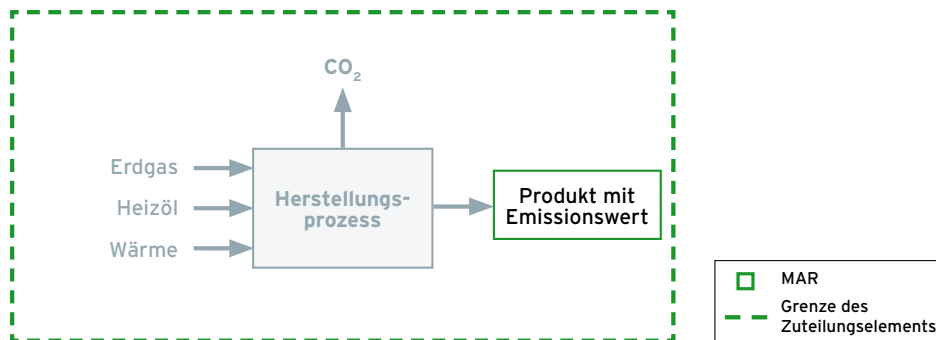 CO₂
Erdgas
Heizöl
Wärme
Herstellungs-
prozess
Produkt mit
Emissionswert
MAR
Grenze des
Zuteilungselements